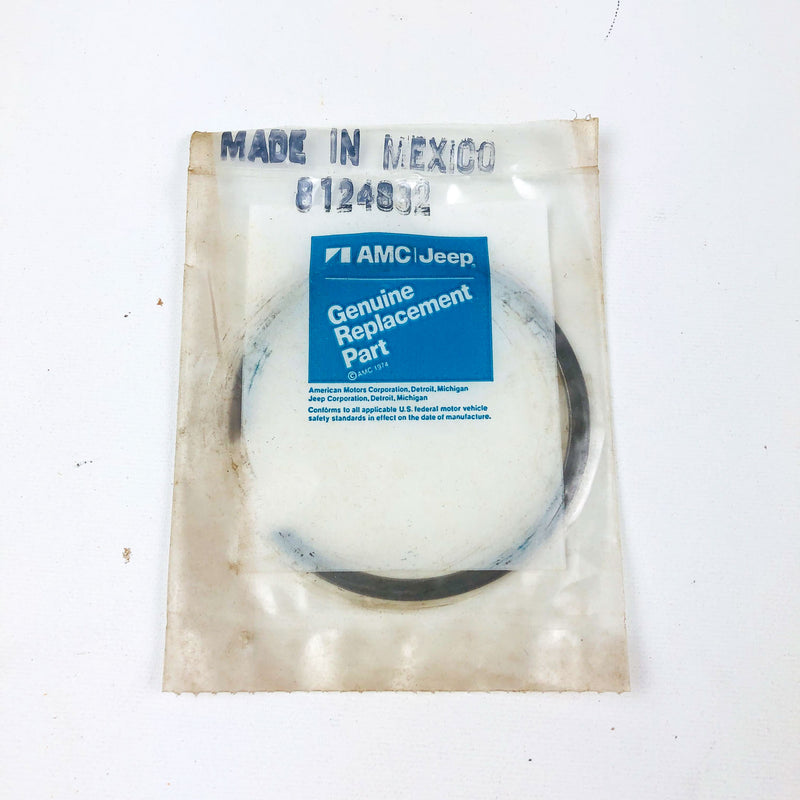 MADE IN MEXICO
8124832
AMC|Jeep®
Genuine
Replacement
Part
© AMC 1974
American Motors Corporation, Detroit, Michigan
Jeep Corporation, Detroit, Michigan
Conforms to all applicable U.S. federal motor vehicle
safety standards in effect on the date of manufacture.